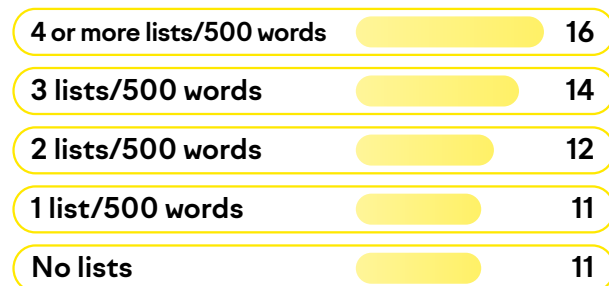 4 or more lists/500 words 16
3 lists/500 words 14
2 lists/500 words 12
1 list/500 words 11
No lists 11